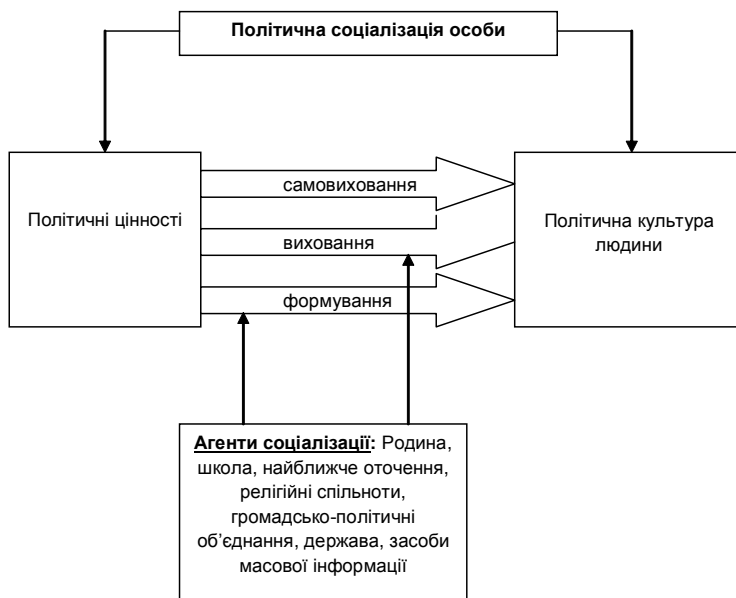 Політична соціалізація особи
Політичні цінності
самовиховання
виховання
формування
Політична культура
людини
Агенти соціалізації: Родина,
школа, найближче оточення,
релігійні спільноти,
громадсько-політичні
об’єднання, держава, засоби
масової інформації